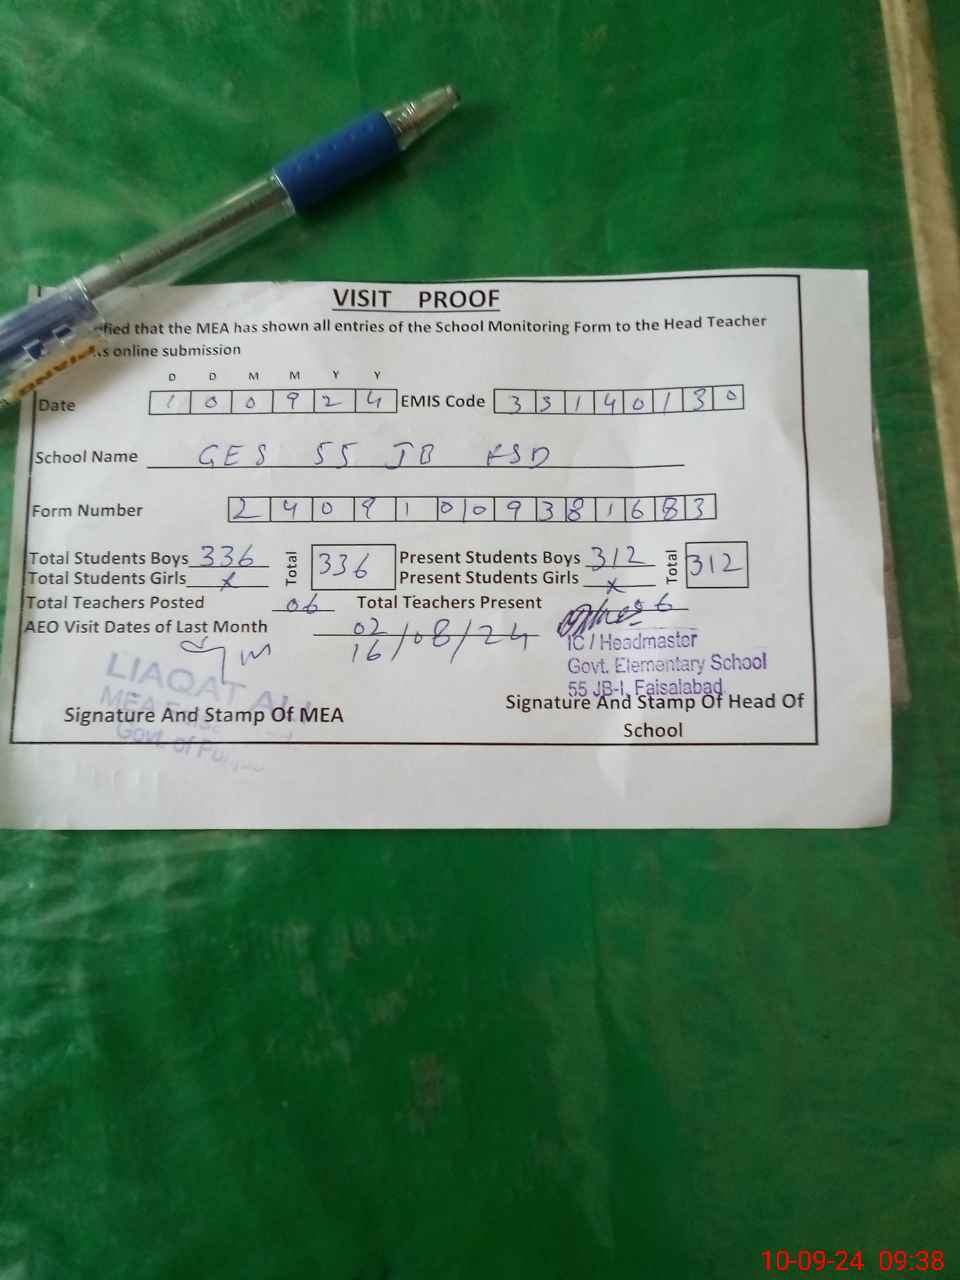 VISIT PROOF
ified that the MEA has shown all entries of the School Monitoring Form to the Head Teacher
online submission
D D M M Y Y
Date 1 0 0 9 2 4 EMIS Code 3 3 1 4 0 1 3 0
School Name GES 55 JB FSD
Form Number 2 4 0 9 1 0 0 9 3 8 1 6 8 3
Total Students Boys 336 Total 336 Present Students Boys 312 Total 312
Total Students Girls x Present Students Girls x
Total Teachers Posted 06 Total Teachers Present 06
AEO Visit Dates of Last Month 02
16/08/24
IC / Headmaster
Govt. Elementary School
55 JB-I, Faisalabad.
Signature And Stamp Of Head Of
School
LIAQAT ALI
MEA
Govt. of
Signature And Stamp Of MEA
PIANO
10-09-24 09:38